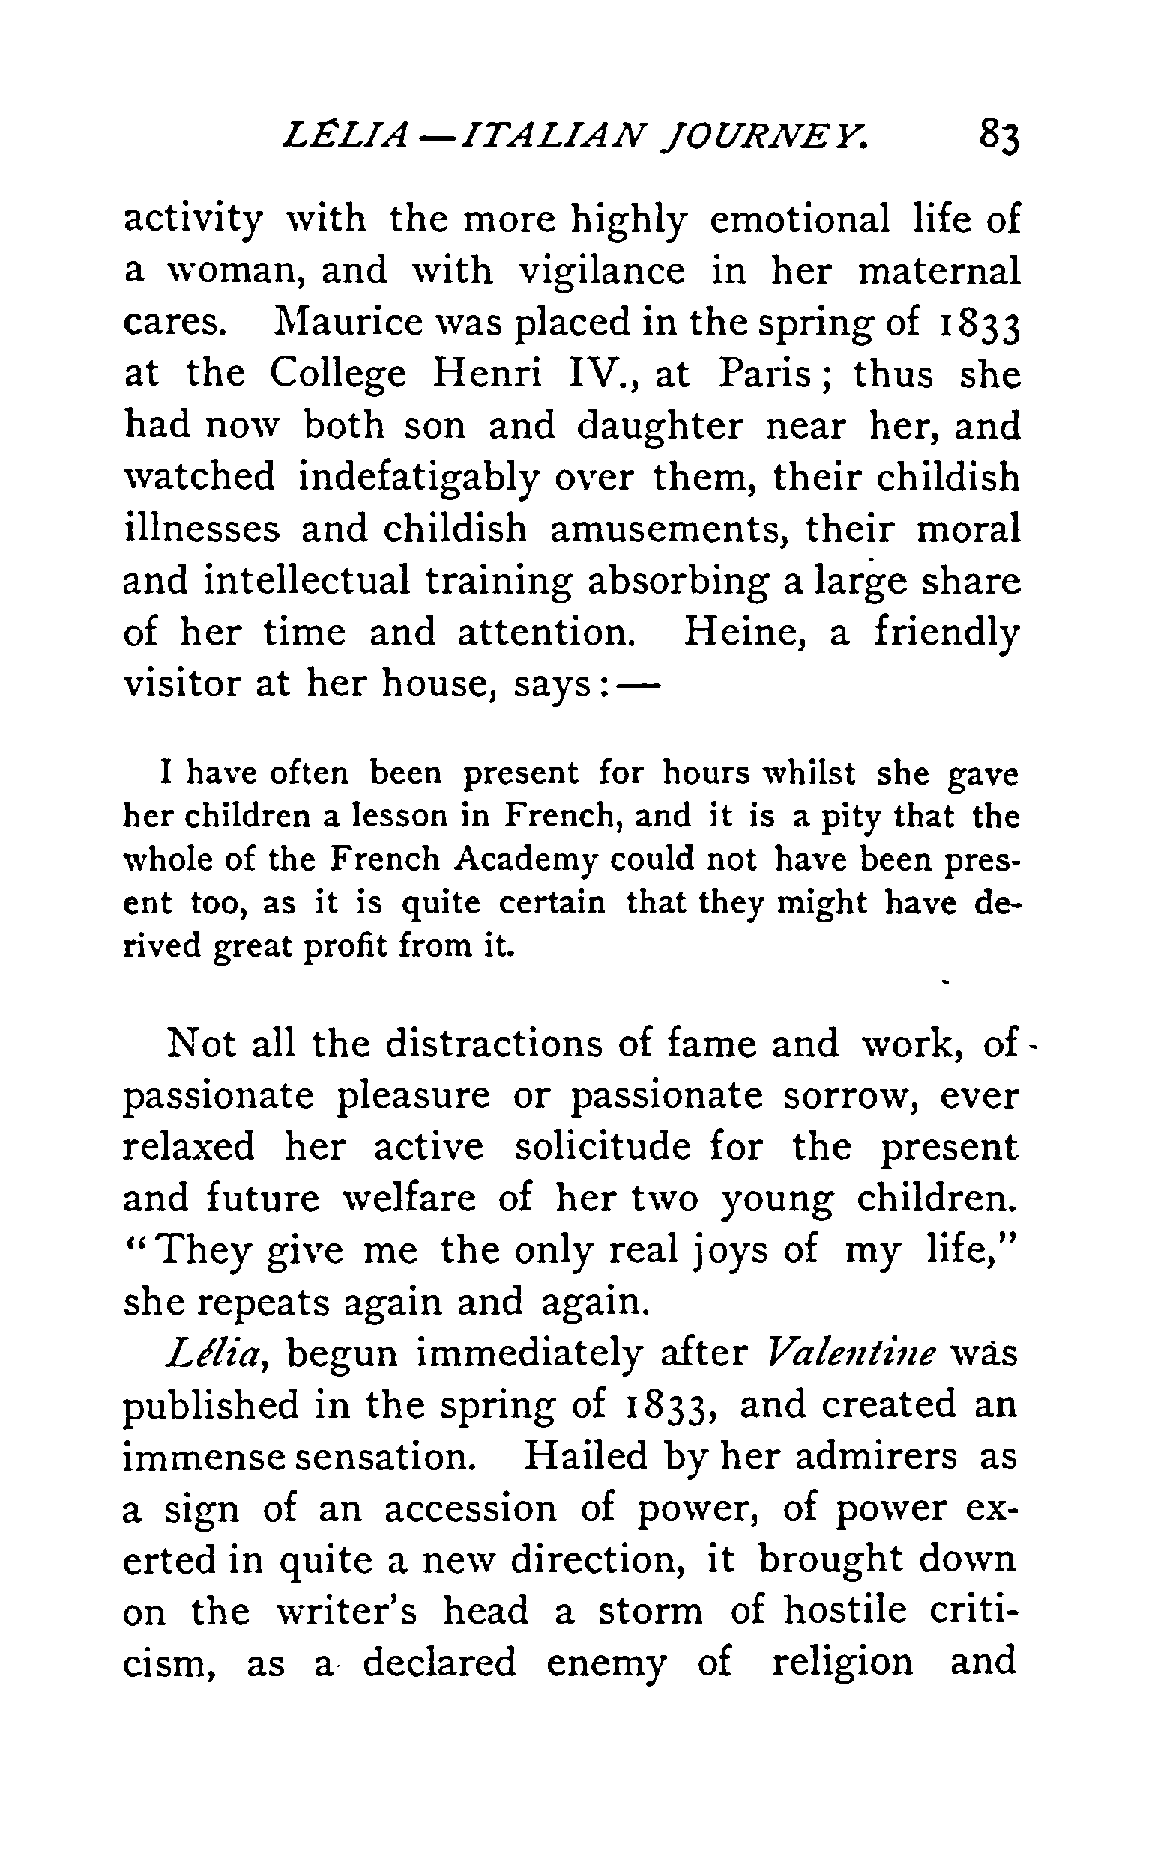 LÉLIA — ITALIAN JOURNEY. 83
activity with the more highly emotional life of
a woman, and with vigilance in her maternal
cares. Maurice was placed in the spring of 1833
at the College Henri IV., at Paris; thus she
had now both son and daughter near her, and
watched indefatigably over them, their childish
illnesses and childish amusements, their moral
and intellectual training absorbing a large share
of her time and attention. Heine, a friendly
visitor at her house, says:—
I have often been present for hours whilst she gave
her children a lesson in French, and it is a pity that the
whole of the French Academy could not have been pres-
ent too, as it is quite certain that they might have de-
rived great profit from it.
Not all the distractions of fame and work, of
passionate pleasure or passionate sorrow, ever
relaxed her active solicitude for the present
and future welfare of her two young children.
"They give me the only real joys of my life,"
she repeats again and again.
Lélia, begun immediately after Valentine was
published in the spring of 1833, and created an
immense sensation. Hailed by her admirers as
a sign of an accession of power, of power ex-
erted in quite a new direction, it brought down
on the writer's head a storm of hostile criti-
cism, as a declared enemy of religion and